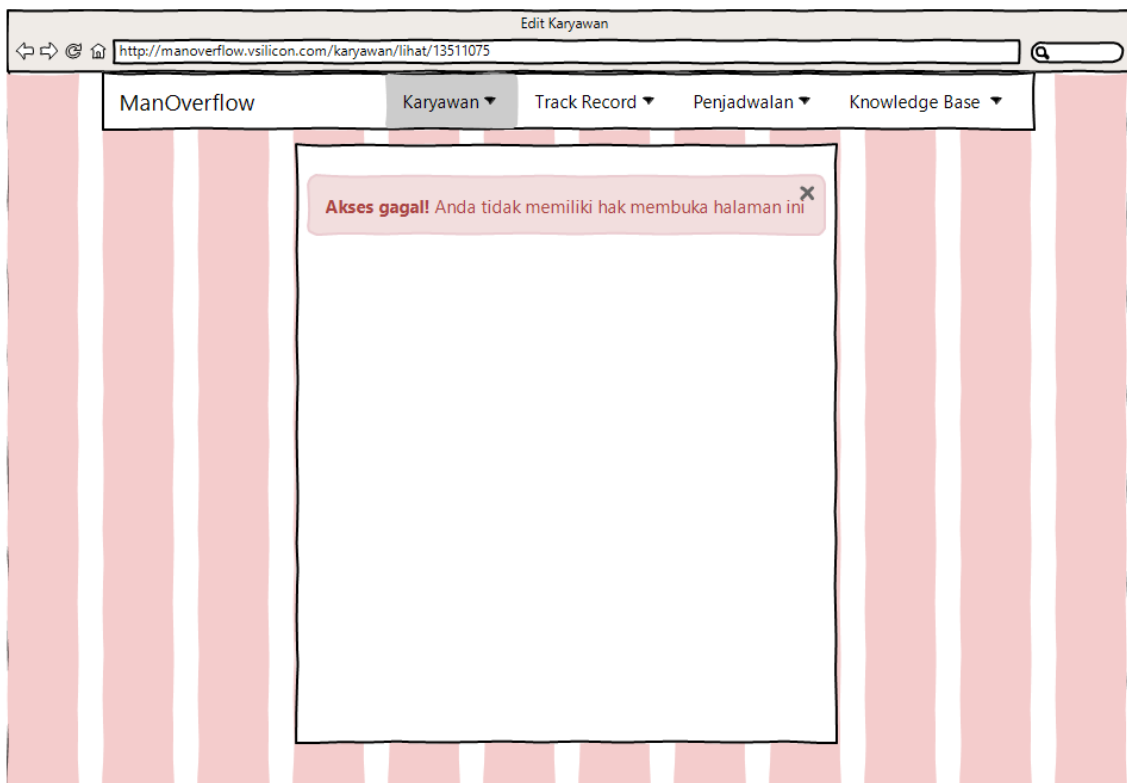 Edit Karyawan
http://manoverflow.vsilicon.com/karyawan/lihat/13511075
ManOverflow Karyawan Track Record Penjadwalan Knowledge Base
Akses gagal! Anda tidak memiliki hak membuka halaman ini